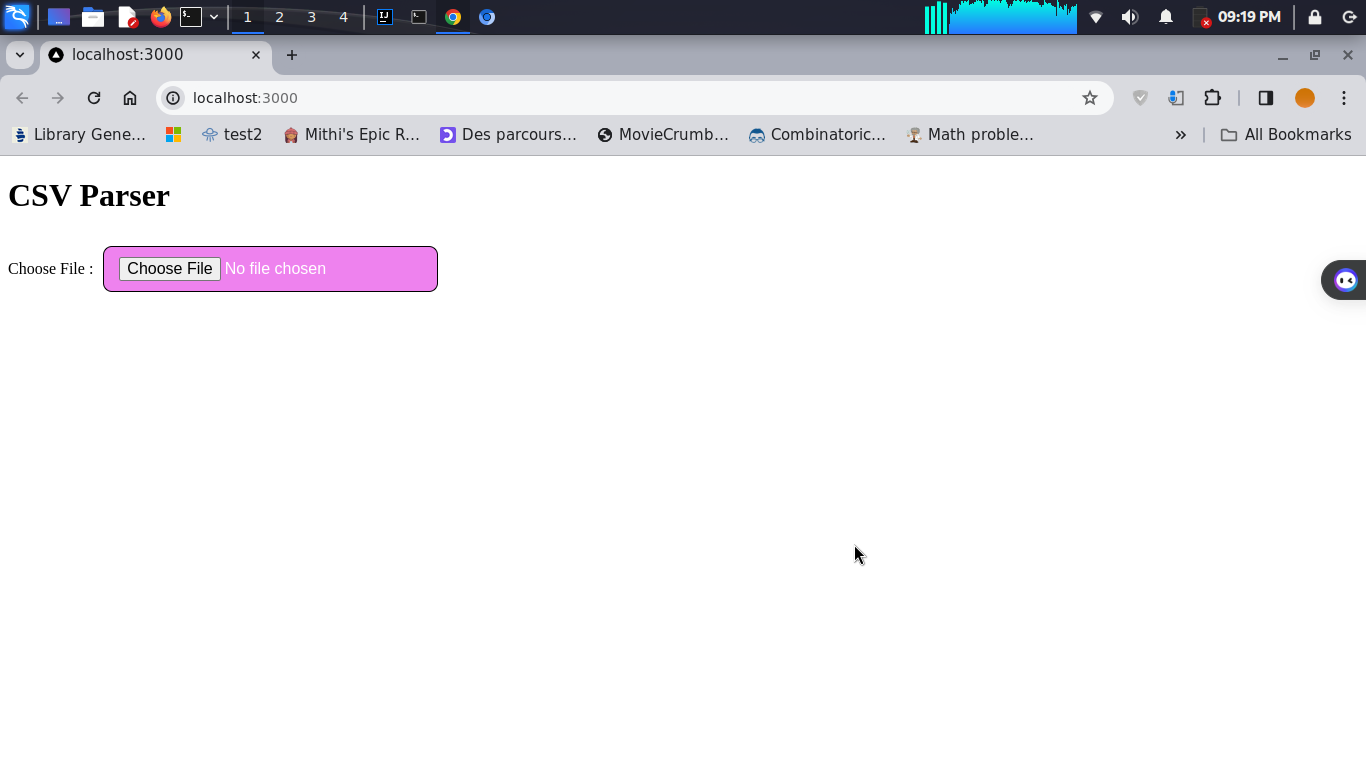 1 2 3 4 09:19 PM
localhost:3000
localhost:3000
Library Gene... test2 Mithi's Epic R... Des parcours... MovieCrumb... Combinatoric... Math proble... » All Bookmarks
CSV Parser
Choose File : Choose File No file chosen